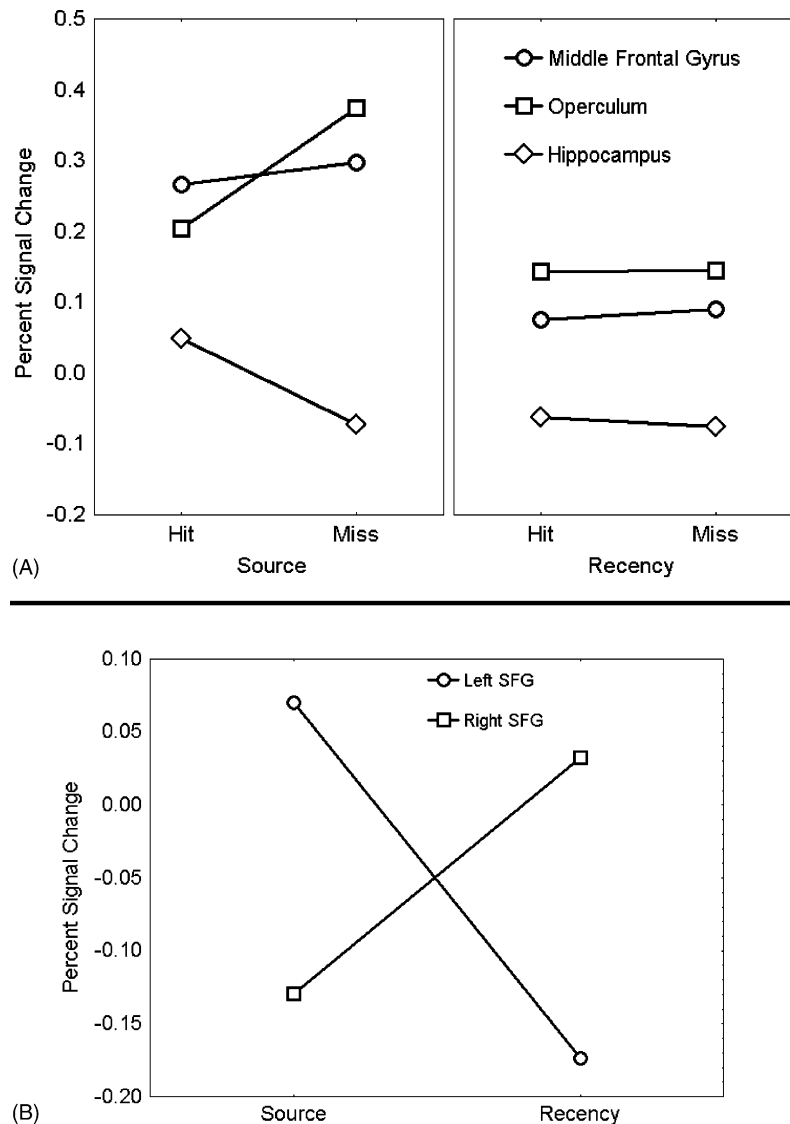 0.5
0.4
0.3
0.2
0.1
0.0
-0.1
-0.2
Percent Signal Change
Middle Frontal Gyrus
Operculum
Hippocampus
Hit Miss Hit Miss
Source Recency
(A)
0.10
0.05
0.00
-0.05
-0.10
-0.15
-0.20
Percent Signal Change
Left SFG
Right SFG
Source Recency
(B)